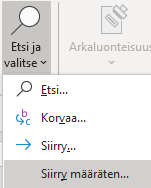 Etsi ja
valitse
Arkaluonteisuus
Etsi...
Korvaa...
Siirry...
Siirry määräten...